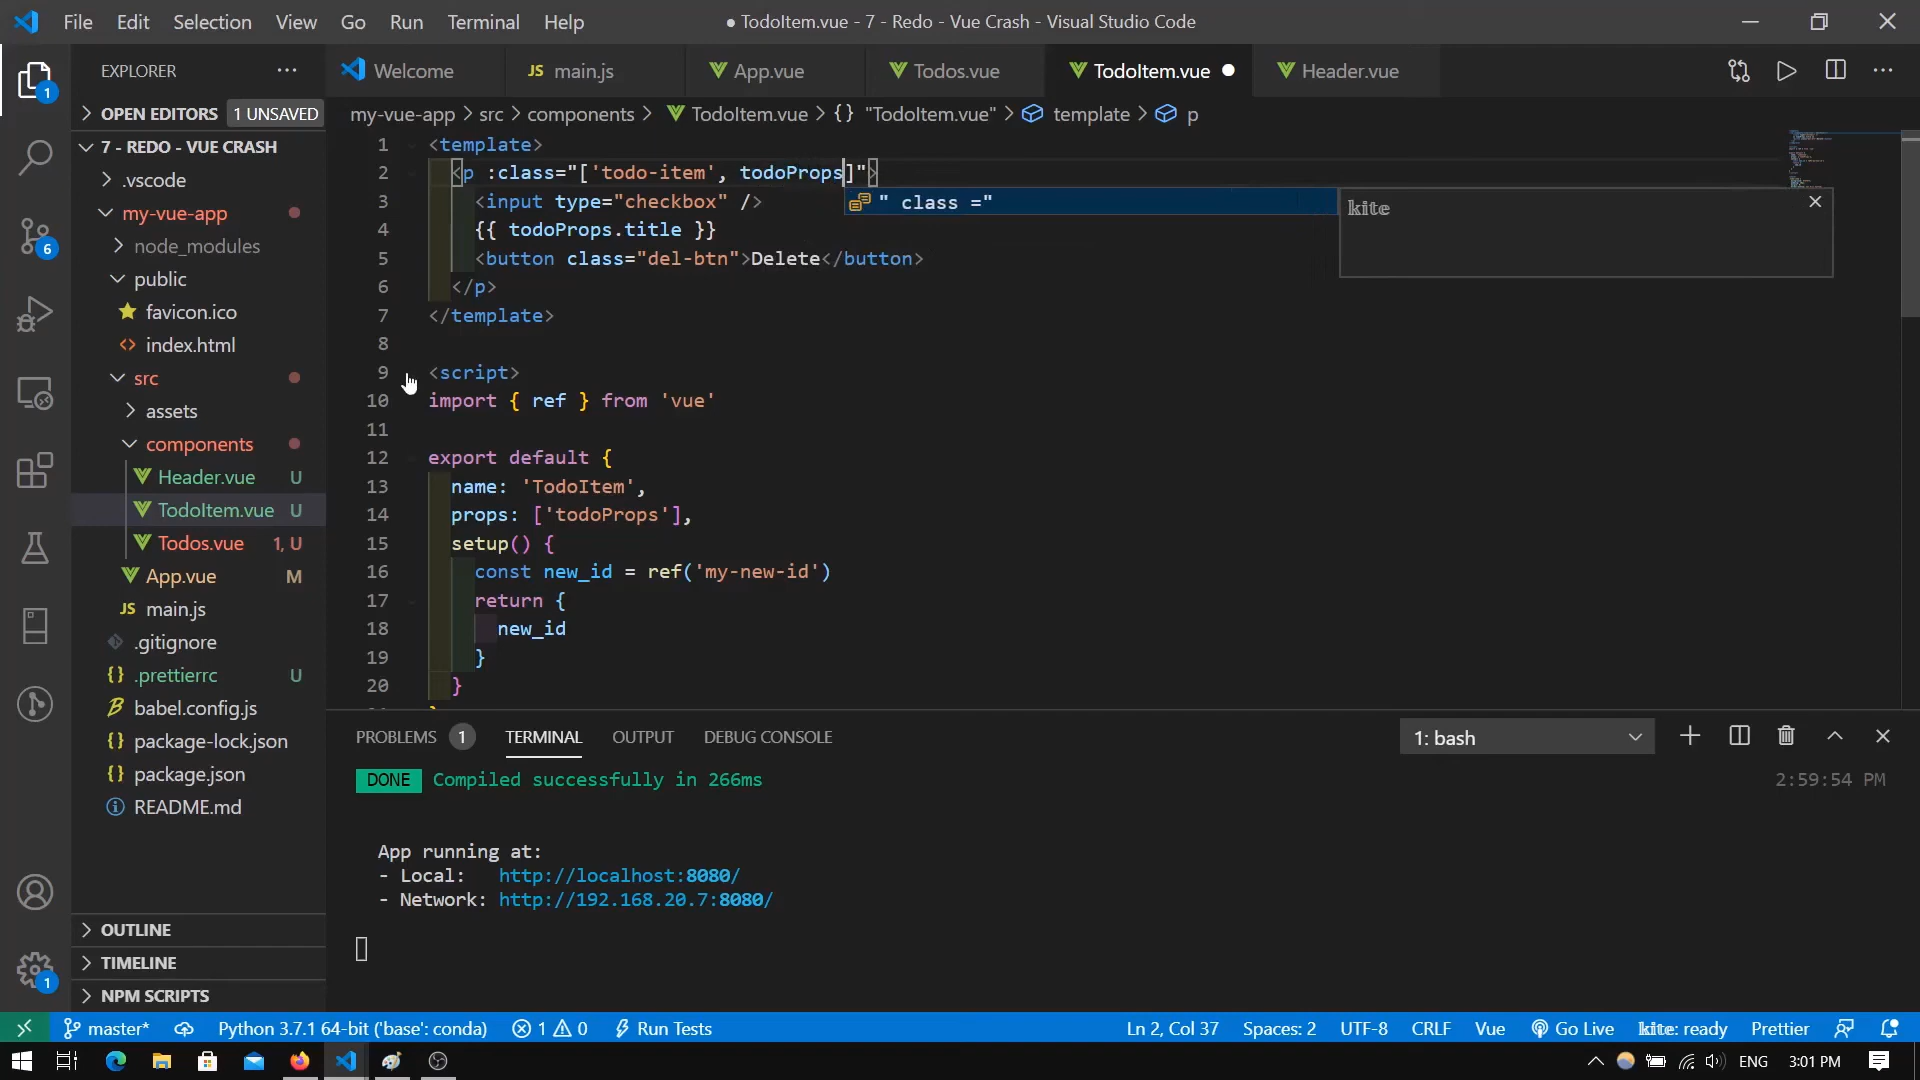 File Edit Selection View Go Run Terminal Help
● TodoItem.vue - 7 - Redo - Vue Crash - Visual Studio Code
EXPLORER
Welcome
JS main.js
App.vue
Todos.vue
TodoItem.vue
Header.vue
1
OPEN EDITORS 1 UNSAVED
my-vue-app > src > components > TodoItem.vue > {} "TodoItem.vue" > template > p
7 - REDO - VUE CRASH
.vscode
my-vue-app
node_modules
public
favicon.ico
<> index.html
src
assets
components
Header.vue U
TodoItem.vue U
Todos.vue 1, U
App.vue M
JS main.js
.gitignore
{} .prettierrc U
babel.config.js
{} package-lock.json
{} package.json
README.md
OUTLINE
TIMELINE
NPM SCRIPTS
6
1
1 <template>
2 <p :class="['todo-item', todoProps]">
3 <input type="checkbox" />
4 {{ todoProps.title }}
5 <button class="del-btn">Delete</button>
6 </p>
7 </template>
8
9 <script>
10 import { ref } from 'vue'
11
12 export default {
13 name: 'TodoItem',
14 props: ['todoProps'],
15 setup() {
16 const new_id = ref('my-new-id')
17 return {
18 new_id
19 }
20 }
" class ="
kite
PROBLEMS 1 TERMINAL OUTPUT DEBUG CONSOLE
1: bash
DONE Compiled successfully in 266ms
2:59:54 PM
App running at:
- Local: http://localhost:8080/
- Network: http://192.168.20.7:8080/
master* Python 3.7.1 64-bit ('base': conda) 1 0 Run Tests
Ln 2, Col 37 Spaces: 2 UTF-8 CRLF Vue Go Live kite: ready Prettier
ENG 3:01 PM